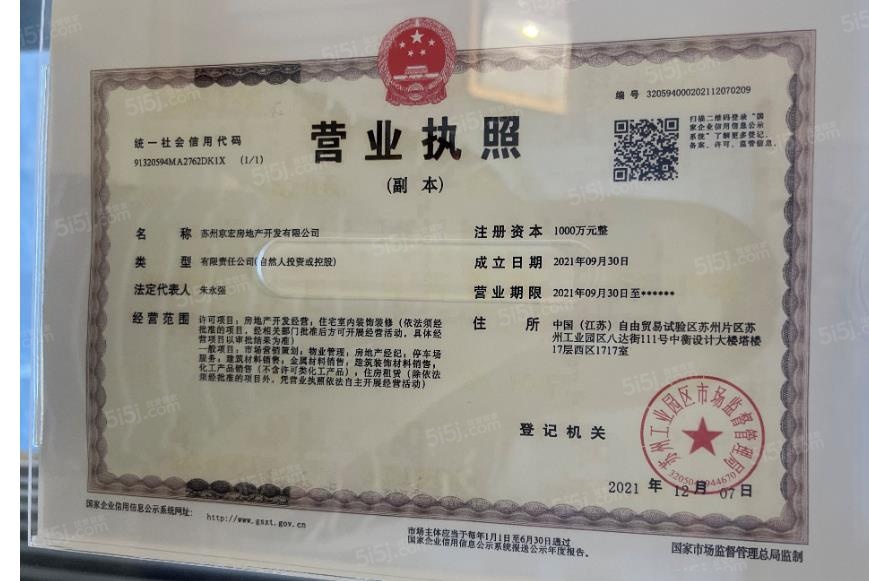 编 号 320594000202112070209
统一社会信用代码
91320594MA2762DK1X (1/1)
营业执照
(副 本)
扫描二维码登录"国
家企业信用信息公示
系统"了解更多登记、
备案、许可、监管信息。
名 称 苏州京宏房地产开发有限公司
注册资本 1000万元整
类 型 有限责任公司(自然人投资或控股)
成立日期 2021年09月30日
法定代表人 朱永强
营业期限 2021年09月30日至******
经营范围 许可项目:房地产开发经营;住宅室内装饰装修(依法须经
批准的项目,经相关部门批准后方可开展经营活动,具体经
营项目以审批结果为准)
一般项目:市场营销策划;物业管理;房地产经纪;停车场
服务;建筑材料销售;金属材料销售;建筑装饰材料销售;
化工产品销售(不含许可类化工产品);住房租赁(除依法
须经批准的项目外,凭营业执照依法自主开展经营活动)
住 所 中国(江苏)自由贸易试验区苏州片区苏
州工业园区八达街111号中衡设计大楼塔楼
17层西区1717室
登记机关
苏州工业园区市场监督管理局
2021 年 12 月 07 日
国家企业信用信息公示系统网址: http://www.gsxt.gov.cn
市场主体应当于每年1月1日至6月30日通过
国家企业信用信息公示系统报送公示年度报告。
国家市场监督管理总局监制
5i5j.com